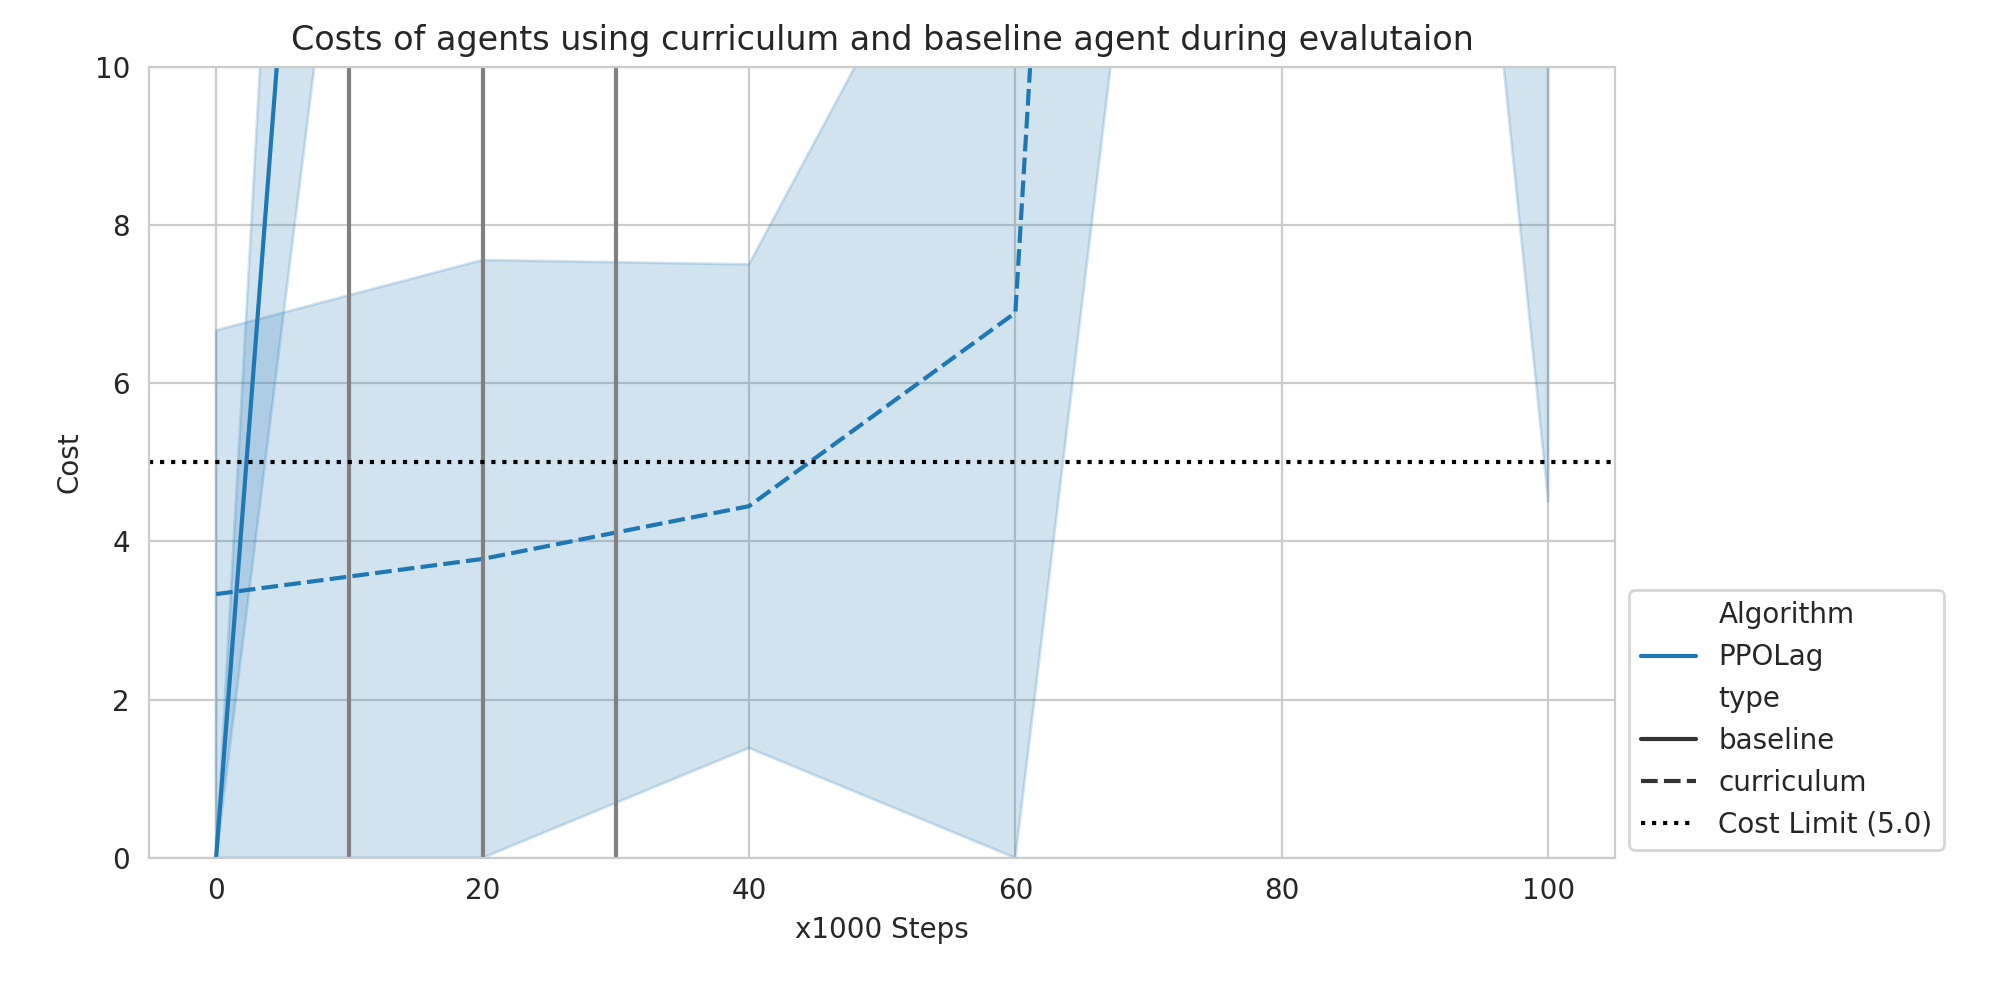 Costs of agents using curriculum and baseline agent during evalutaion
10
8
6
4
2
0
Cost
0 20 40 60 80 100
x1000 Steps
Algorithm
PPOLag
type
baseline
curriculum
Cost Limit (5.0)